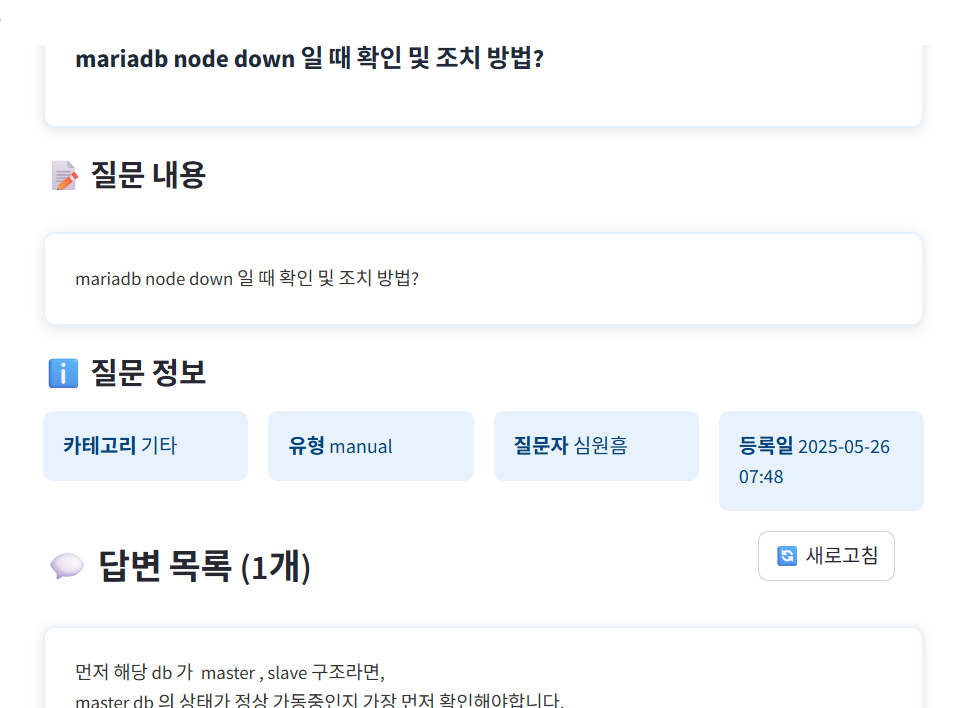 mariadb node down 일 때 확인 및 조치 방법?
질문 내용
mariadb node down 일 때 확인 및 조치 방법?
질문 정보
카테고리 기타
유형 manual
질문자 심원흠
등록일 2025-05-26
07:48
답변 목록 (1개)
새로고침
먼저 해당 db 가 master , slave 구조라면,
master db 의 상태가 정상 가동중인지 가장 먼저 확인해야합니다.